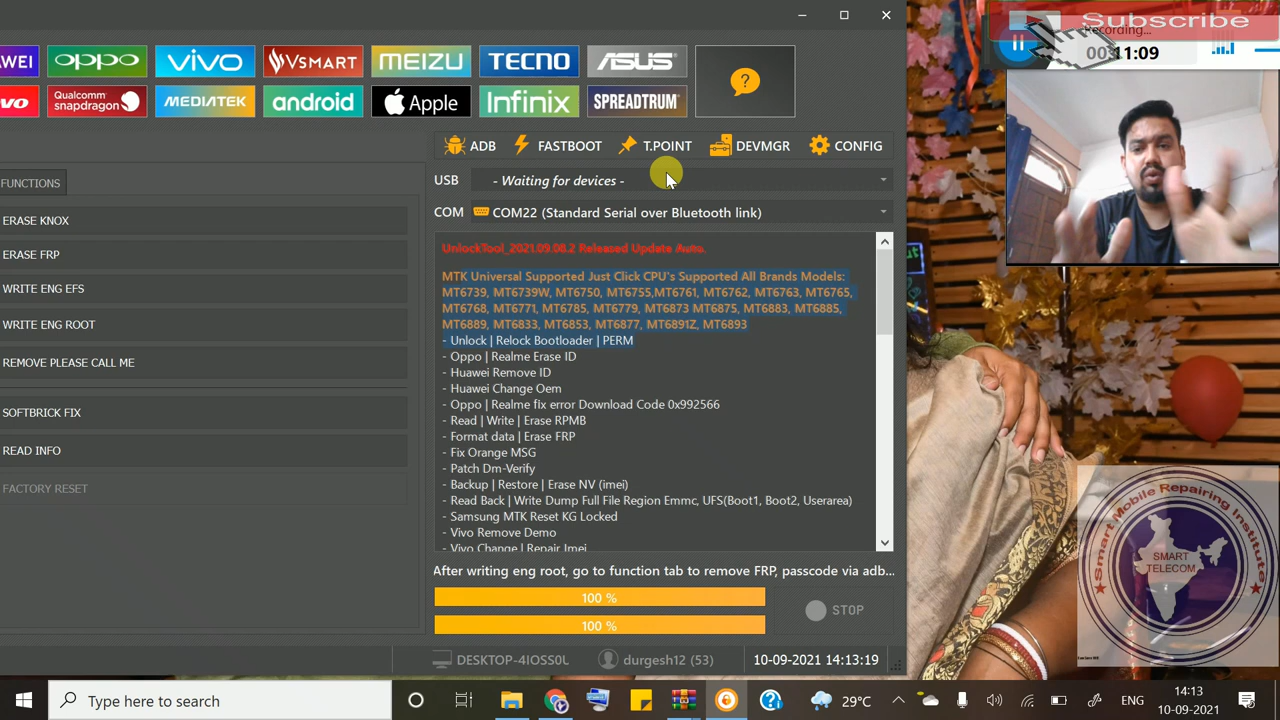 Subscribe
Recording...
00:11:09
AWEI
oppo
vivo
VSMART
MEIZU
TECNO
ASUS
?
vo
Qualcomm
snapdragon
MEDIATEK
android
Apple
Infinix
SPREADTRUM
ADB
FASTBOOT
T.POINT
DEVMGR
CONFIG
FUNCTIONS
USB
- Waiting for devices -
COM
COM22 (Standard Serial over Bluetooth link)
ERASE KNOX
ERASE FRP
WRITE ENG EFS
WRITE ENG ROOT
REMOVE PLEASE CALL ME
SOFTBRICK FIX
READ INFO
FACTORY RESET
UnlockTool_2021.09.08.2 Released Update Auto.
MTK Universal Supported Just Click CPU's Supported All Brands Models:
MT6739, MT6739W, MT6750, MT6755,MT6761, MT6762, MT6763, MT6765,
MT6768, MT6771, MT6785, MT6779, MT6873 MT6875, MT6883, MT6885,
MT6889, MT6833, MT6853, MT6877, MT6891Z, MT6893
- Unlock | Relock Bootloader | PERM
- Oppo | Realme Erase ID
- Huawei Remove ID
- Huawei Change Oem
- Oppo | Realme fix error Download Code 0x992566
- Read | Write | Erase RPMB
- Format data | Erase FRP
- Fix Orange MSG
- Patch Dm-Verify
- Backup | Restore | Erase NV (imei)
- Read Back | Write Dump Full File Region Emmc, UFS(Boot1, Boot2, Userarea)
- Samsung MTK Reset KG Locked
- Vivo Remove Demo
- Vivo Change | Repair Imei
After writing eng root, go to function tab to remove FRP, passcode via adb...
100 %
100 %
STOP
DESKTOP-4IOSS0U
durgesh12 (53)
10-09-2021 14:13:19
Smart Mobile Repairing Institute
SMART
TELECOM
Type here to search
29°C
ENG
14:13
10-09-2021